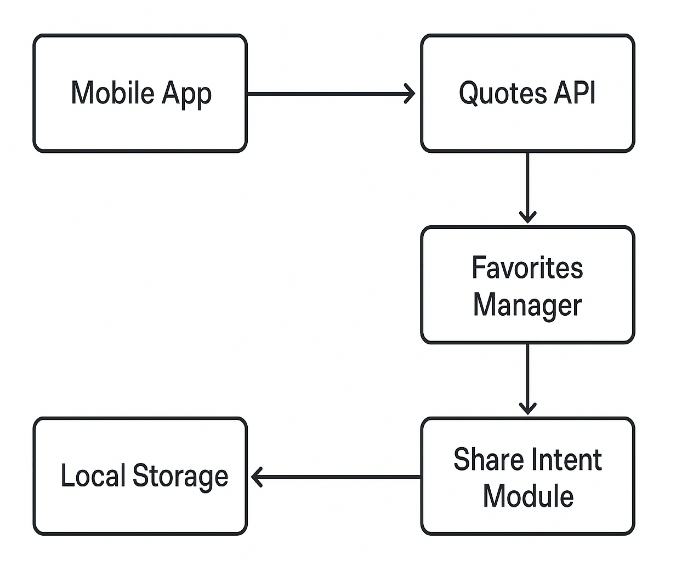 Mobile App
Quotes API
Favorites
Manager
Local Storage
Share Intent
Module